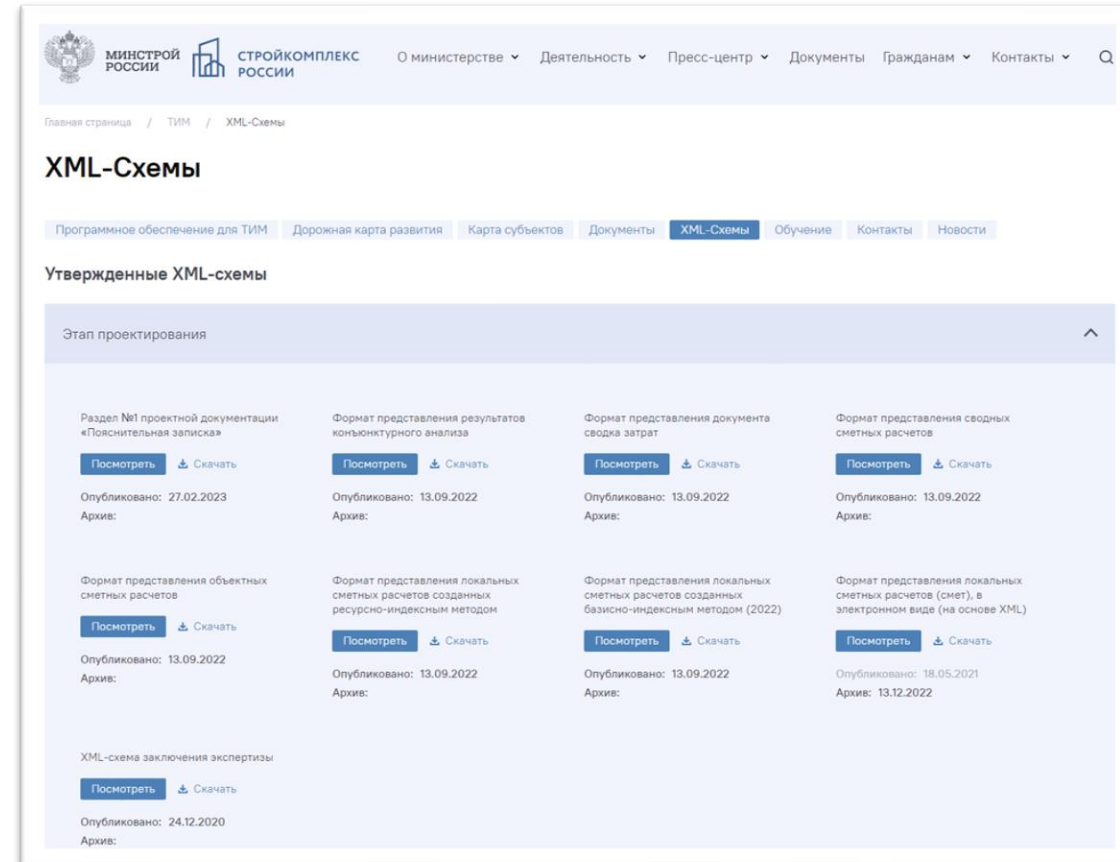 МИНСТРОЙ
РОССИИ
СТРОЙКОМПЛЕКС
РОССИИ
О министерстве
Деятельность
Пресс-центр
Документы
Гражданам
Контакты
Главная страница / ТИМ / XML-Схемы
XML-Схемы
Программное обеспечение для ТИМ
Дорожная карта развития
Карта субъектов
Документы
XML-Схемы
Обучение
Контакты
Новости
Утвержденные XML-схемы
Этап проектирования
Раздел №1 проектной документации
«Пояснительная записка»
Посмотреть Скачать
Опубликовано: 27.02.2023
Архив:
Формат представления результатов
конъюнктурного анализа
Посмотреть Скачать
Опубликовано: 13.09.2022
Архив:
Формат представления документа
сводка затрат
Посмотреть Скачать
Опубликовано: 13.09.2022
Архив:
Формат представления сводных
сметных расчетов
Посмотреть Скачать
Опубликовано: 13.09.2022
Архив:
Формат представления объектных
сметных расчетов
Посмотреть Скачать
Опубликовано: 13.09.2022
Архив:
Формат представления локальных
сметных расчетов созданных
ресурсно-индексным методом
Посмотреть Скачать
Опубликовано: 13.09.2022
Архив:
Формат представления локальных
сметных расчетов созданных
базисно-индексным методом (2022)
Посмотреть Скачать
Опубликовано: 13.09.2022
Архив:
Формат представления локальных
сметных расчетов (смет), в
электронном виде (на основе XML)
Посмотреть Скачать
Опубликовано: 18.05.2021
Архив: 13.12.2022
XML-схема заключения экспертизы
Посмотреть Скачать
Опубликовано: 24.12.2020
Архив: